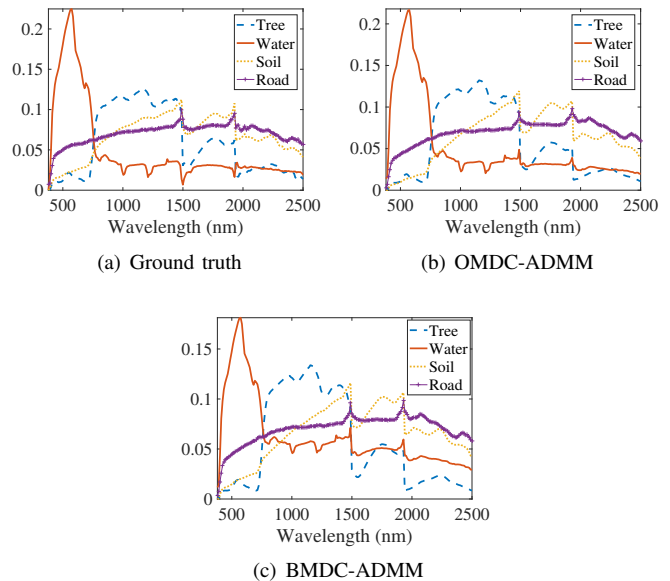 0.2
0.15
0.1
0.05
0
500 1000 1500 2000 2500
Wavelength (nm)
Tree
Water
Soil
Road
(a) Ground truth
0.2
0.15
0.1
0.05
0
500 1000 1500 2000 2500
Wavelength (nm)
Tree
Water
Soil
Road
(b) OMDC-ADMM
0.15
0.1
0.05
0
500 1000 1500 2000 2500
Wavelength (nm)
Tree
Water
Soil
Road
(c) BMDC-ADMM